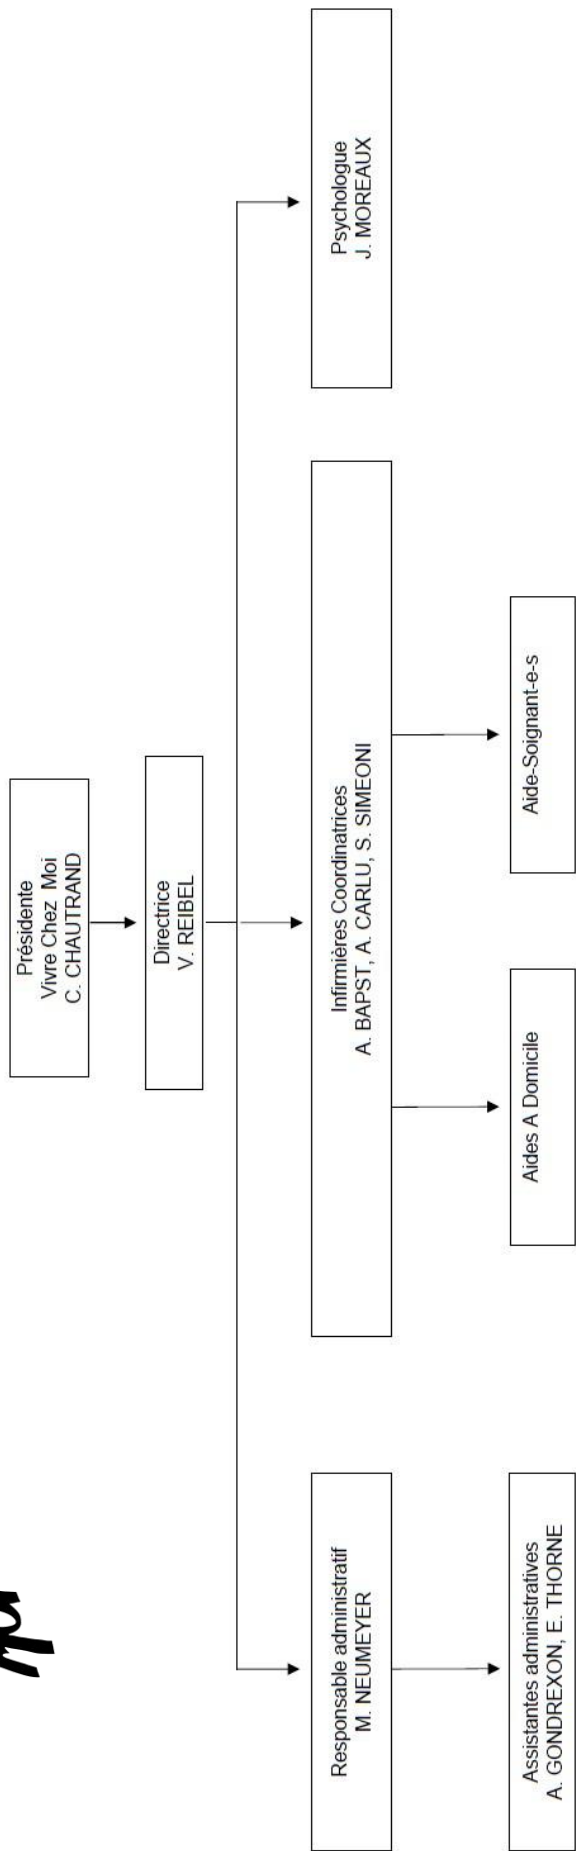 Présidente
Vivre Chez Moi
C. CHAUTRAND
Directrice
V. REIBEL
Responsable administratif
M. NEUMEYER
Infirmières Coordinatrices
A. BAPST, A. CARLU, S. SIMEONI
Psychologue
J. MOREAUX
Assistantes administratives
A. GONDREXON, E. THORNE
Aides A Domicile
Aide-Soignant-e-s